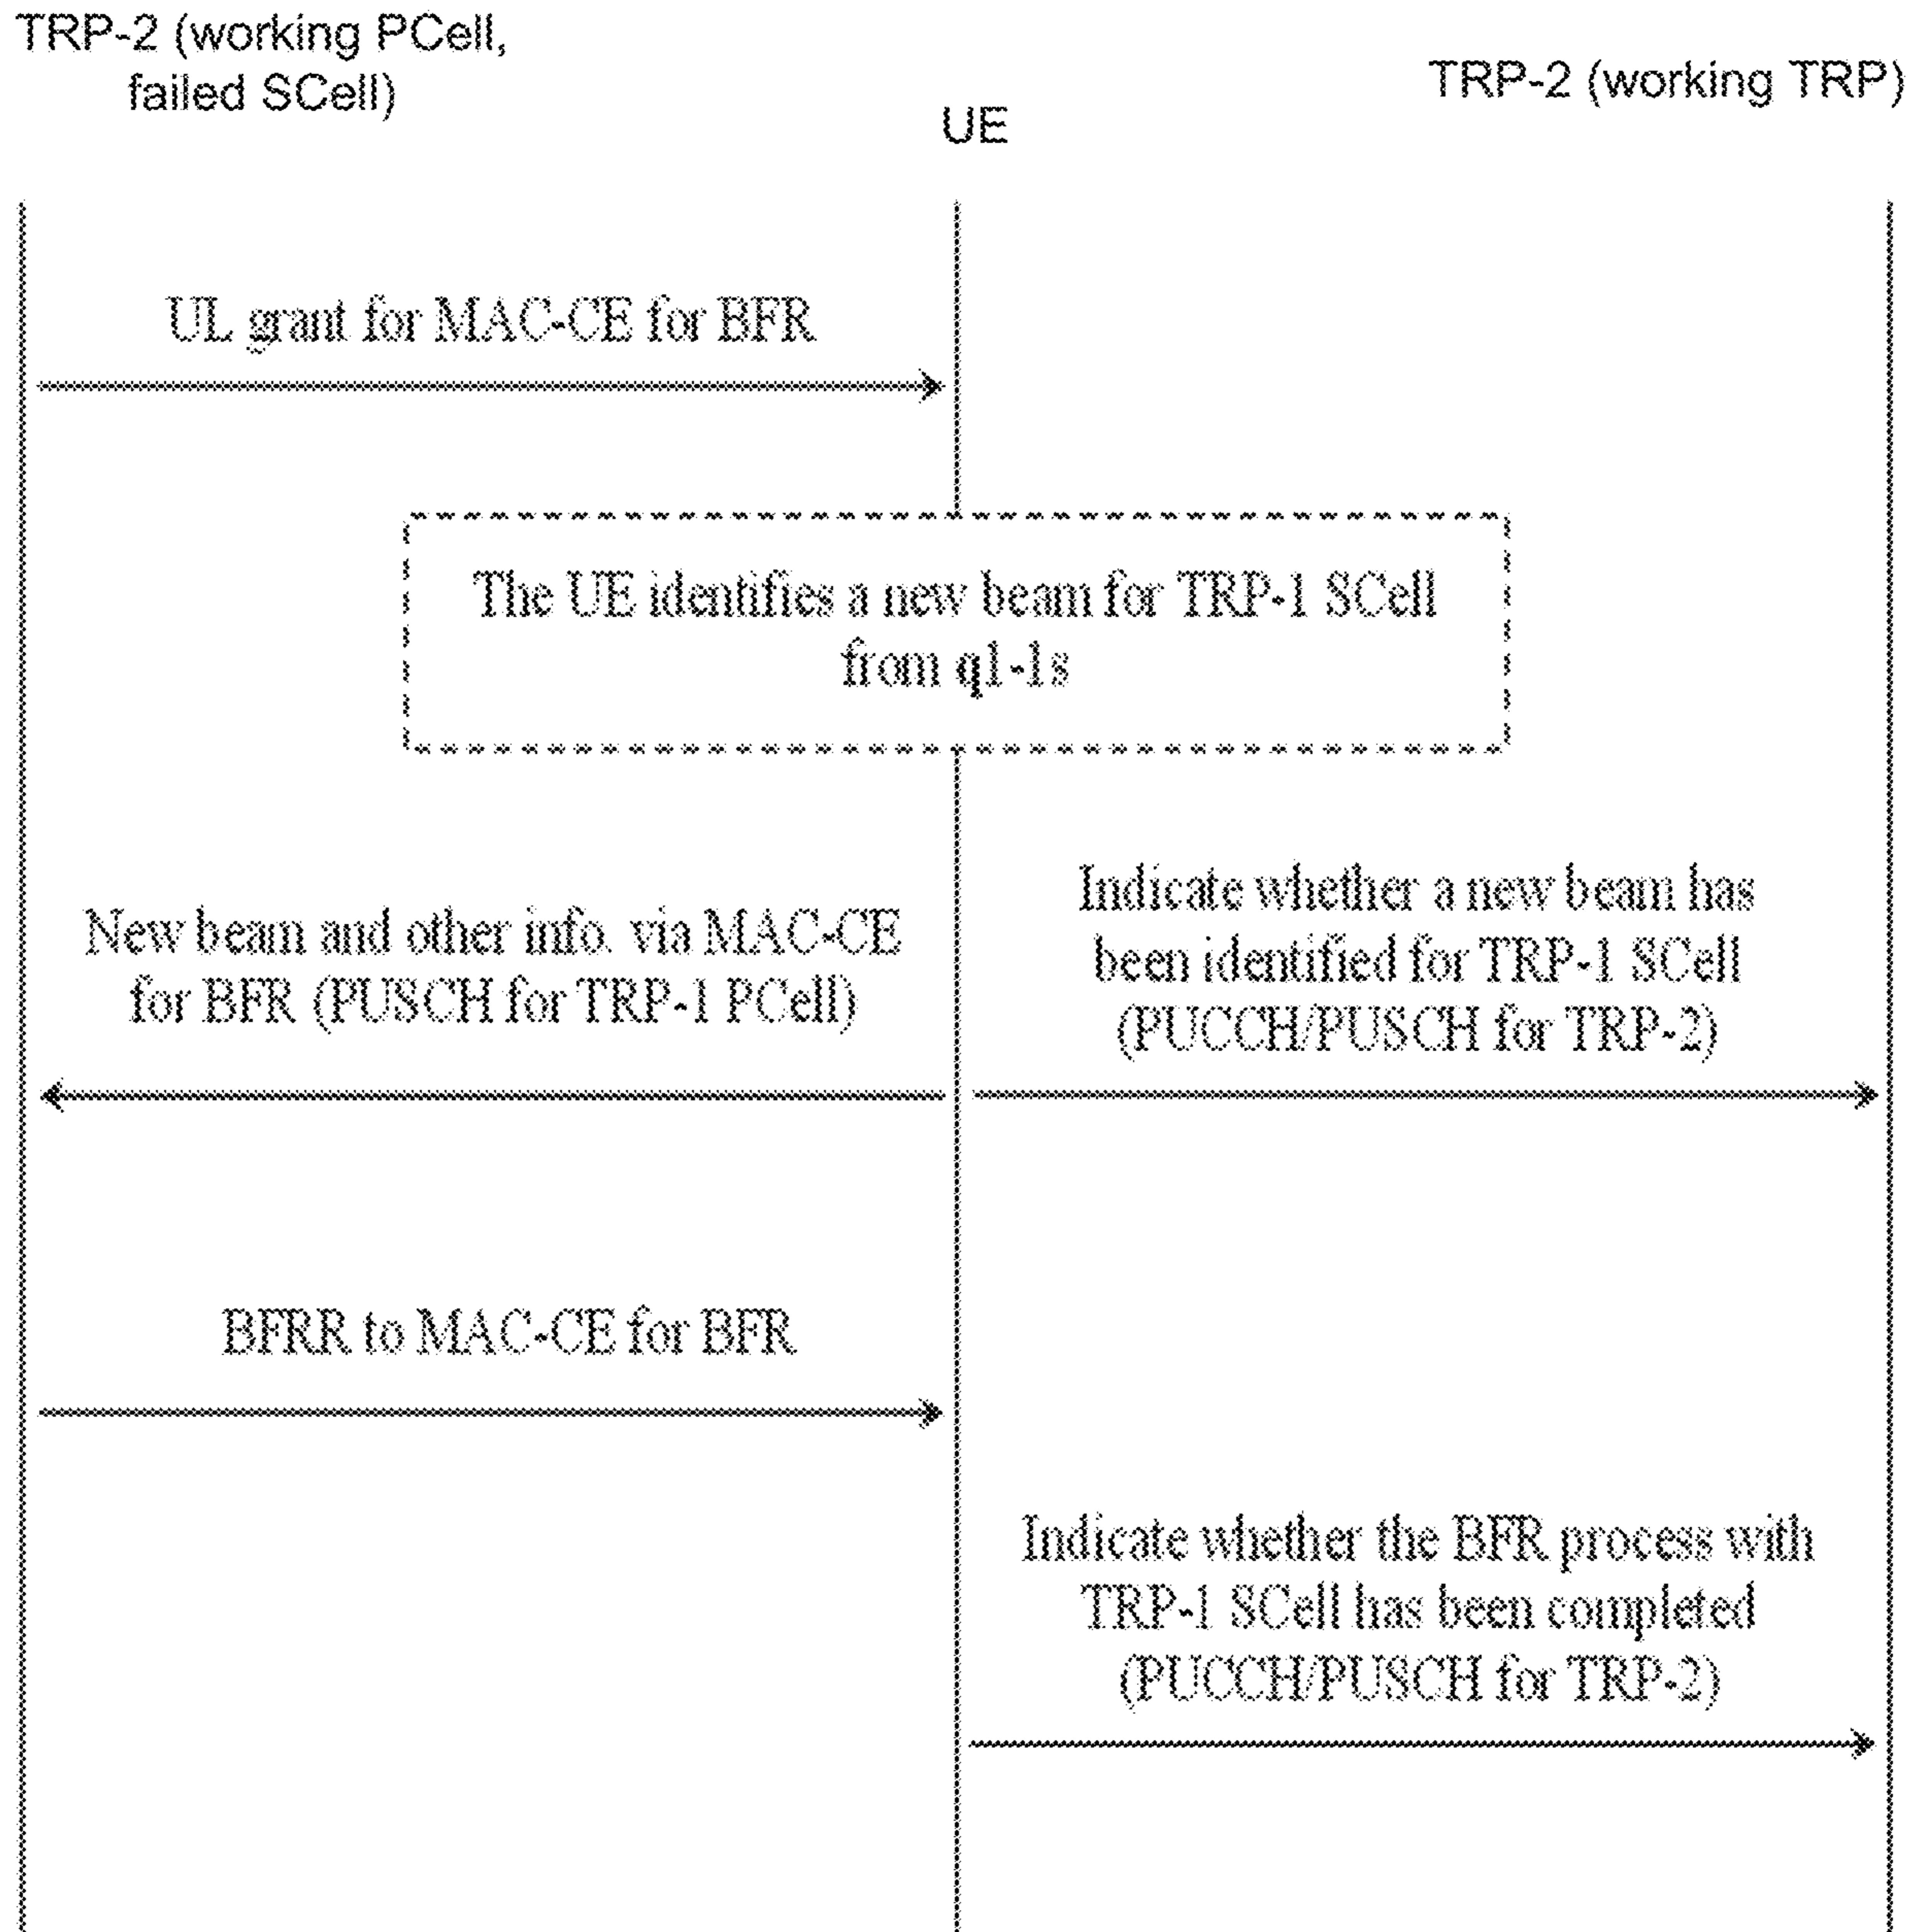 TRP-2 (working PCell,
failed SCell)
UE
TRP-2 (working TRP)
UL grant for MAC-CE for BFR
The UE identifies a new beam for TRP-1 SCell
from q1-1s
New beam and other info. via MAC-CE
for BFR (PUSCH for TRP-1 PCell)
Indicate whether a new beam has
been identified for TRP-1 SCell
(PUCCH/PUSCH for TRP-2)
BFRR to MAC-CE for BFR
Indicate whether the BFR process with
TRP-1 SCell has been completed
(PUCCH/PUSCH for TRP-2)